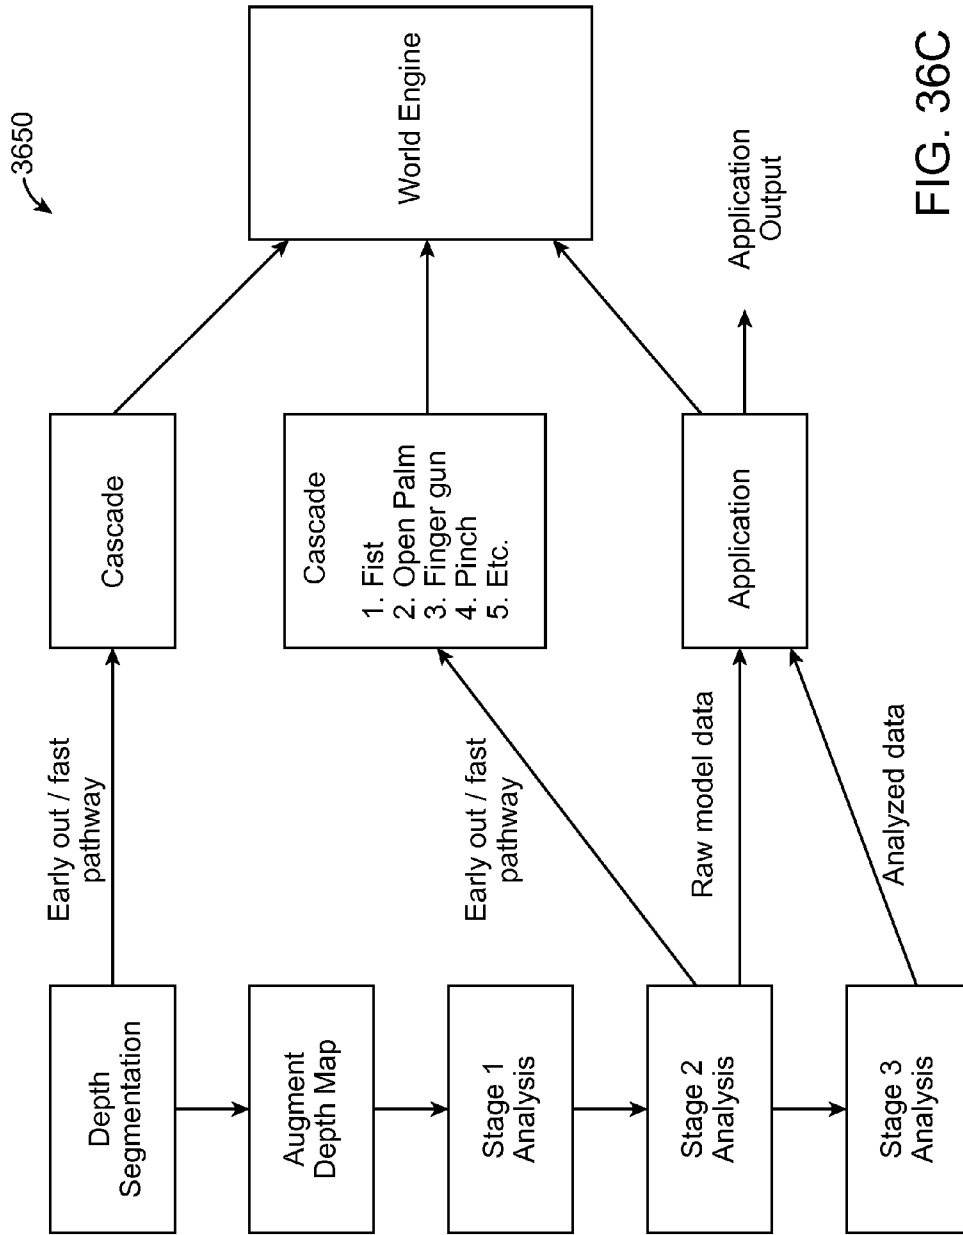 3650
Depth
Segmentation
Early out / fast
pathway
Cascade
World Engine
Augment
Depth Map
Stage 1
Analysis
Early out / fast
pathway
Cascade
1. Fist
2. Open Palm
3. Finger gun
4. Pinch
5. Etc.
Stage 2
Analysis
Raw model data
Application
Application
Output
Stage 3
Analysis
Analyzed data
FIG. 36C